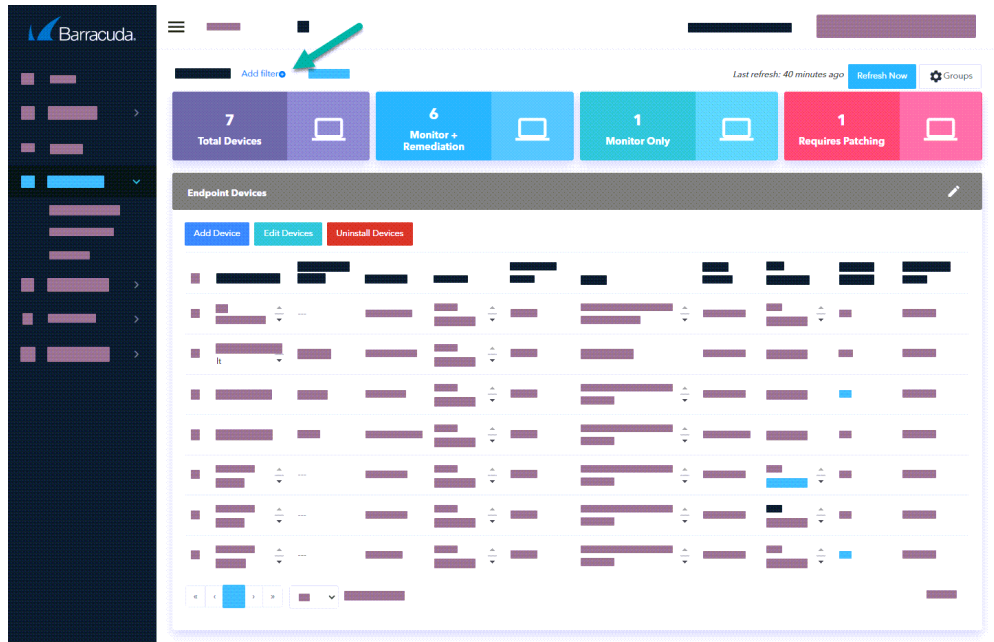 Barracuda.
Add filter
Last refresh: 40 minutes ago
Refresh Now
Groups
7
Total Devices
6
Monitor +
Remediation
1
Monitor Only
1
Requires Patching
Endpoint Devices
Add Device
Edit Devices
Uninstall Devices
---
It
---
---
---
« ‹ › »